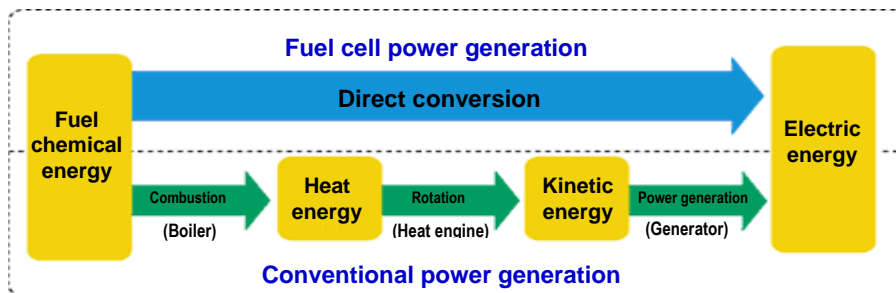 Fuel cell power generation
Direct conversion
Fuel
chemical
energy
Electric
energy
Combustion
(Boiler)
Heat
energy
Rotation
(Heat engine)
Kinetic
energy
Power generation
(Generator)
Conventional power generation